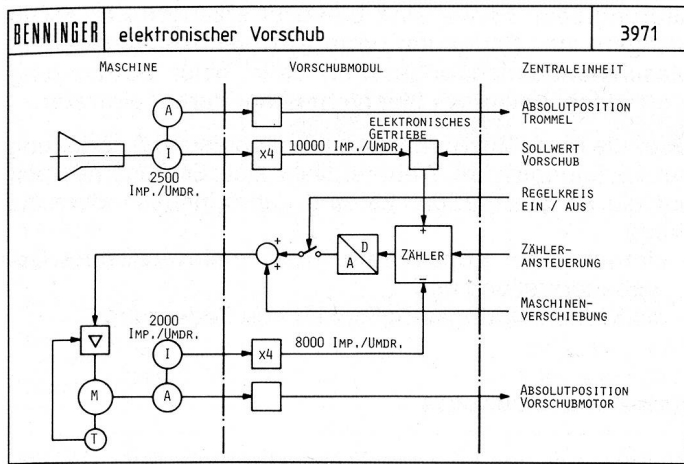 BENNINGER elektronischer Vorschub 3971
MASCHINE VORSCHUBMODUL ZENTRALEINHEIT
A
ABSOLUTPOSITION
TROMMEL
ELEKTRONISCHES
GETRIEBE
I
x4
10000 IMP./UMDR.
SOLLWERT
VORSCHUB
2500
IMP./UMDR.
REGELKREIS
EIN / AUS
+
+
+
D
A
ZÄHLER
–
ZÄHLER-
ANSTEUERUNG
MASCHINEN-
VERSCHIEBUNG
2000
IMP./UMDR.
I
x4
8000 IMP./UMDR.
M
A
ABSOLUTPOSITION
VORSCHUBMOTOR
T